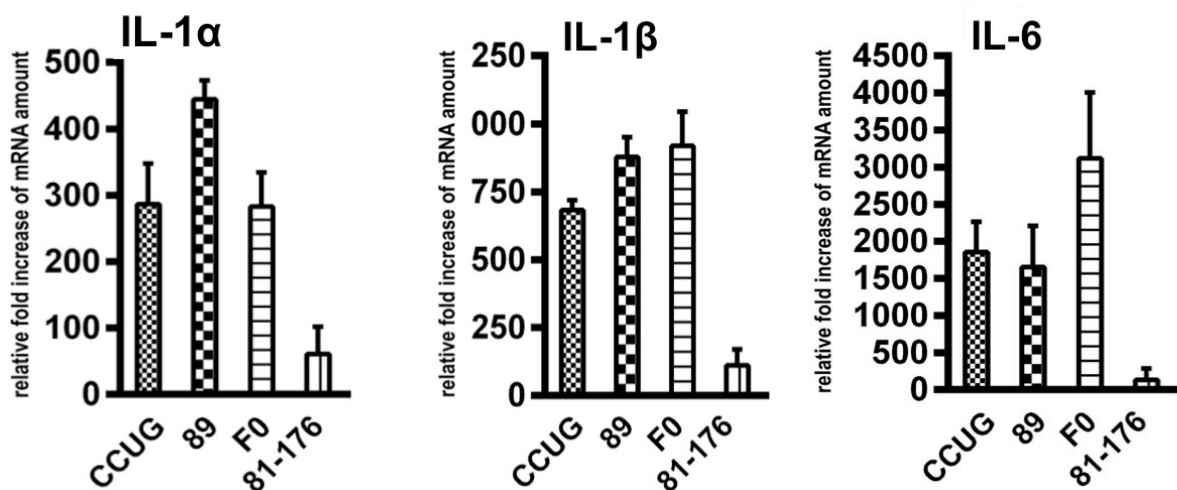 IL-1α
relative fold increase of mRNA amount
500
400
300
200
100
0
CCUG
89
F0
81-176
IL-1β
relative fold increase of mRNA amount
250
000
750
500
250
0
CCUG
89
F0
81-176
IL-6
relative fold increase of mRNA amount
4500
4000
3500
3000
2500
2000
1500
1000
500
0
CCUG
89
F0
81-176